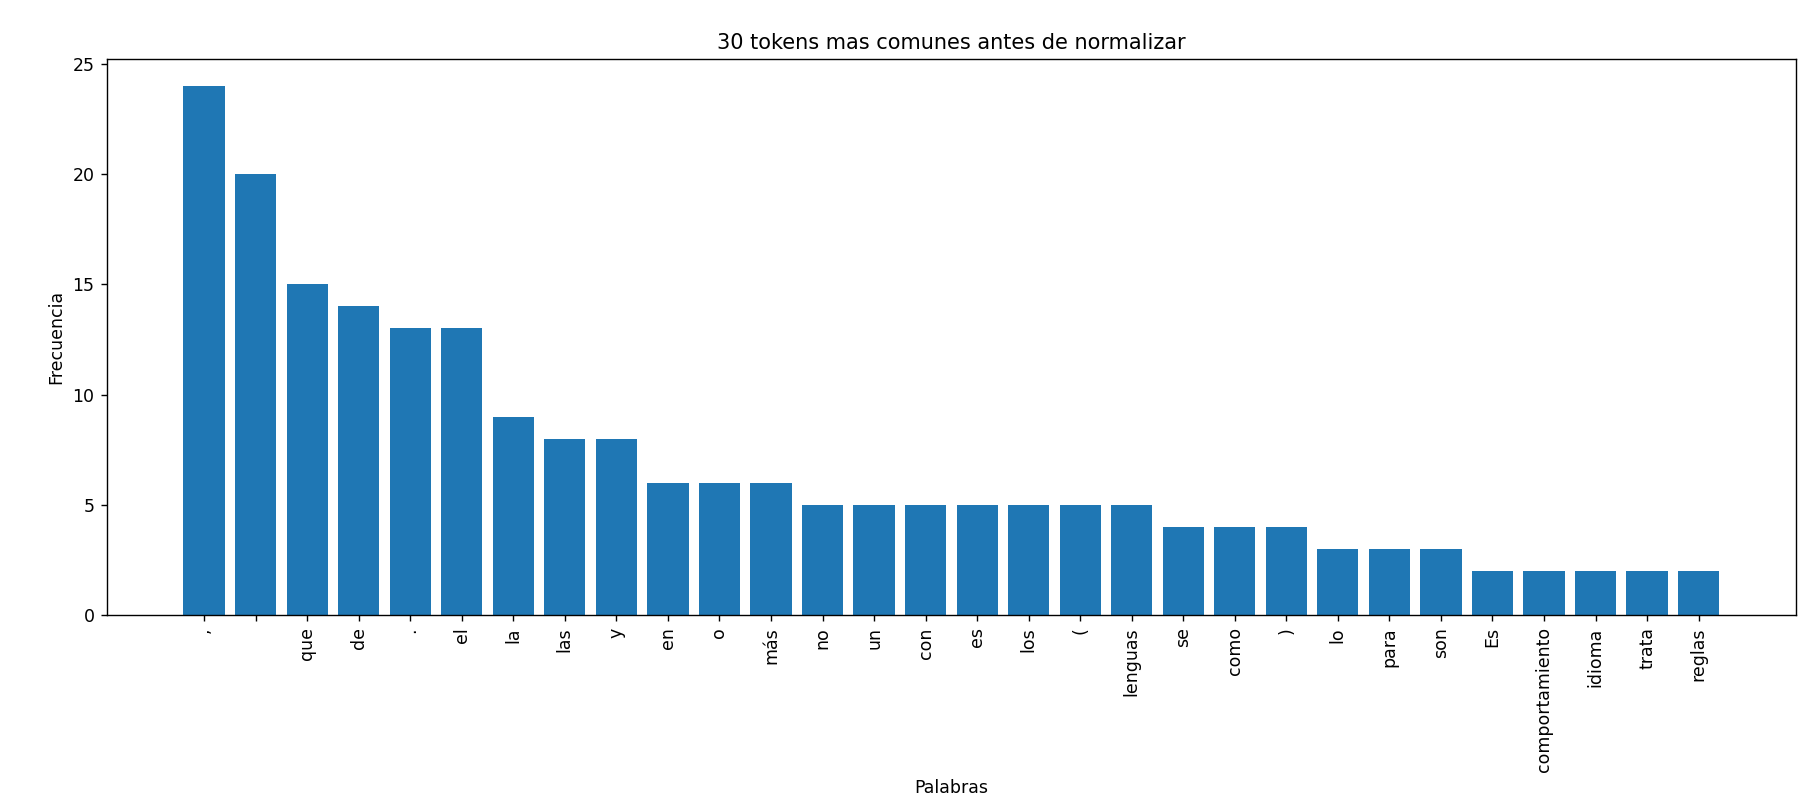 30 tokens mas comunes antes de normalizar
25
20
15
10
5
0
Frecuencia
,
que
de
.
el
la
las
y
en
o
más
no
un
con
es
los
(
lenguas
se
como
)
lo
para
son
Es
comportamiento
idioma
trata
reglas
Palabras